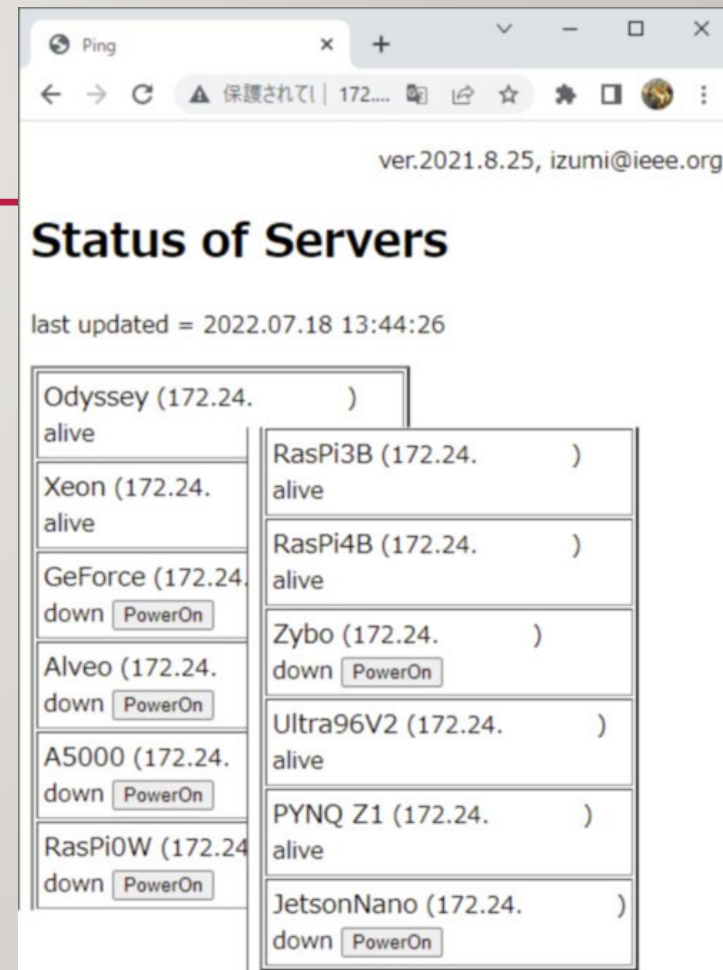 Ping
保護されてい 172....
ver.2021.8.25, izumi@ieee.org
Status of Servers
last updated = 2022.07.18 13:44:26
Odyssey (172.24. )
alive
Xeon (172.24.
alive
GeForce (172.24.
down PowerOn
Alveo (172.24.
down PowerOn
A5000 (172.24.
down PowerOn
RasPi0W (172.24
down PowerOn
RasPi3B (172.24. )
alive
RasPi4B (172.24. )
alive
Zybo (172.24. )
down PowerOn
Ultra96V2 (172.24. )
alive
PYNQ Z1 (172.24. )
alive
JetsonNano (172.24. )
down PowerOn